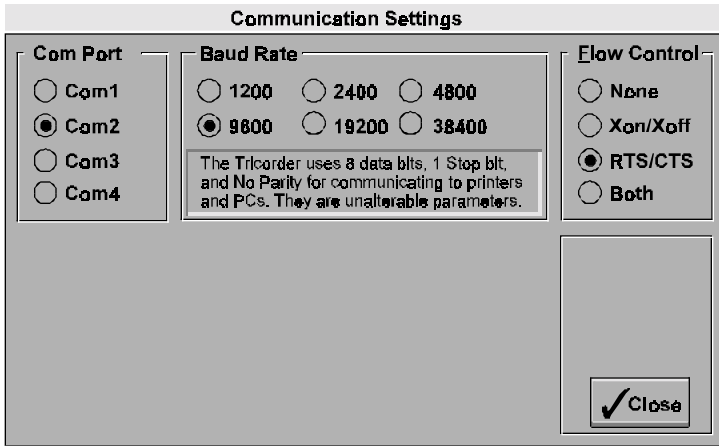 Communication Settings
Com Port
Com1
Com2
Com3
Com4
Baud Rate
1200 2400 4800
9600 19200 38400
The Tricorder uses 8 data bits, 1 Stop bit,
and No Parity for communicating to printers
and PCs. They are unalterable parameters.
Flow Control
None
Xon/Xoff
RTS/CTS
Both
Close